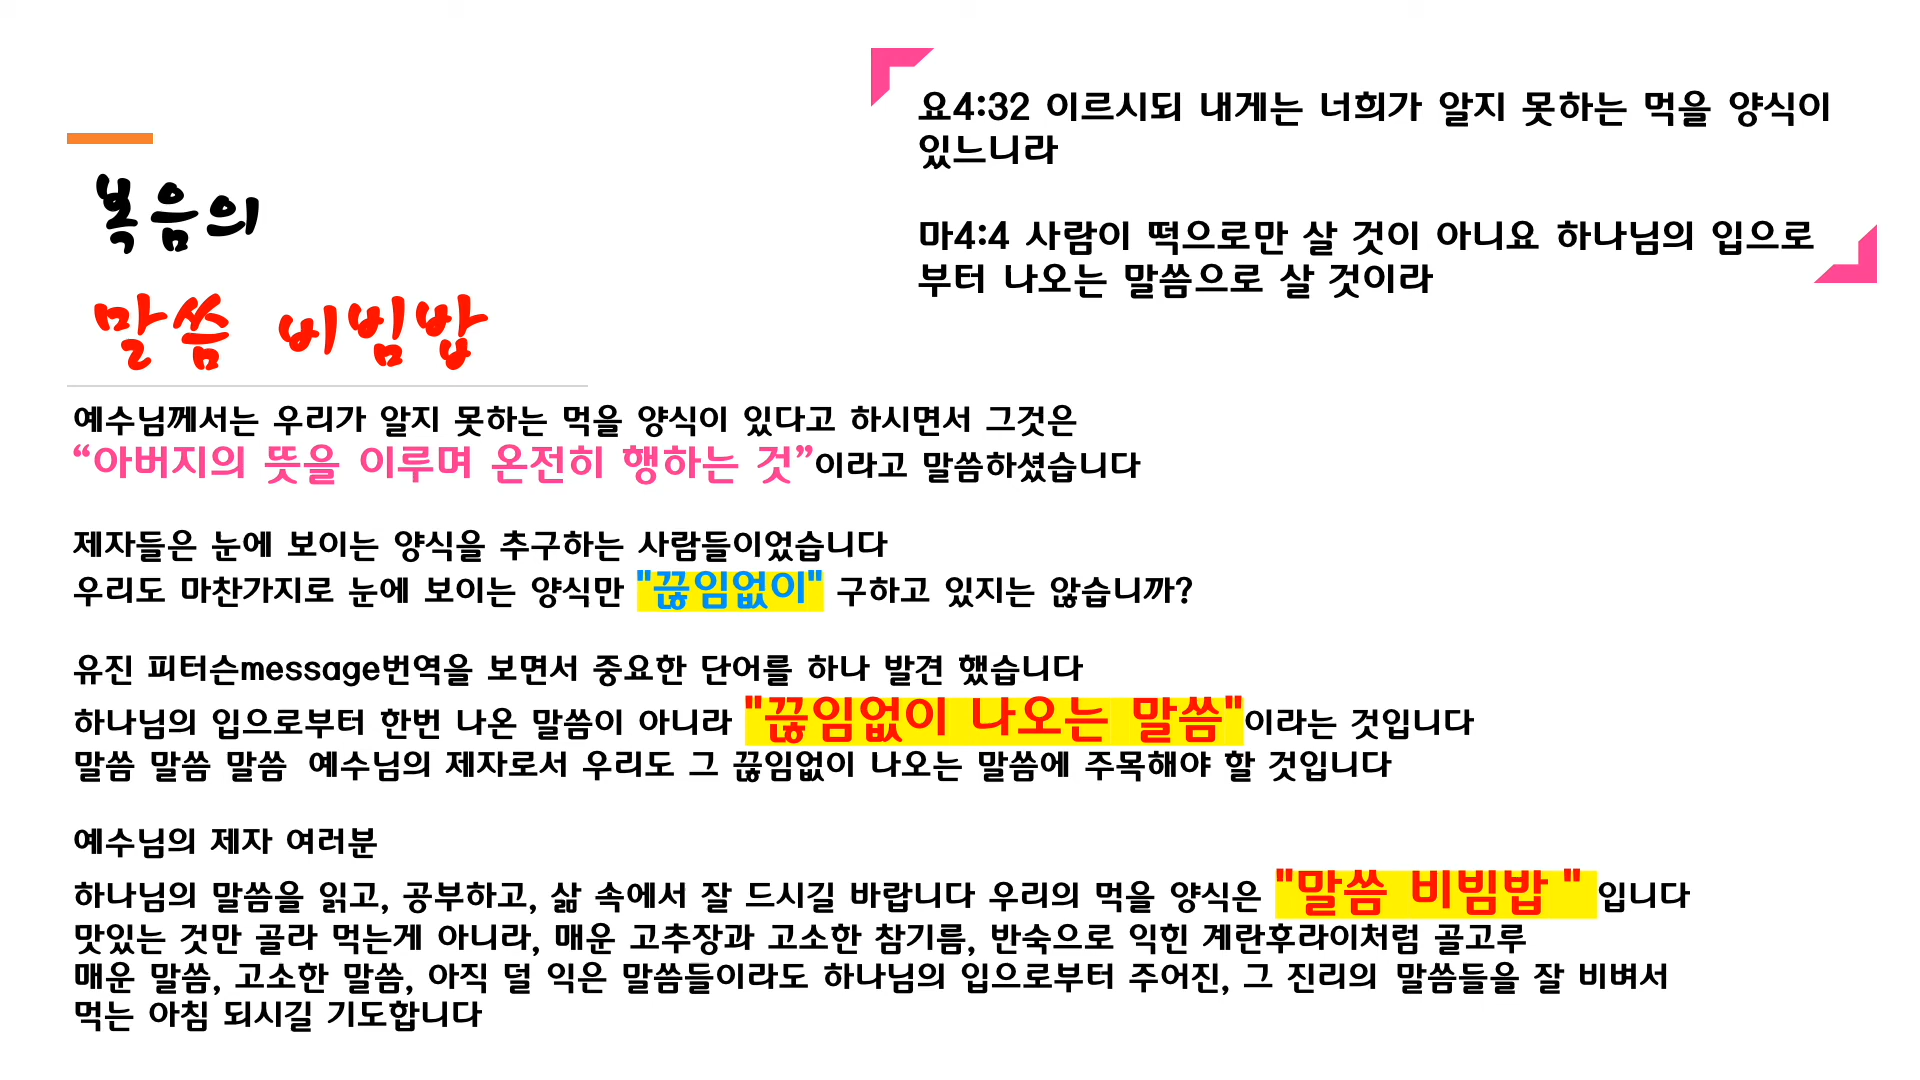 복음의
말씀 비빔밥
요4:32 이르시되 내게는 너희가 알지 못하는 먹을 양식이
있느니라
마4:4 사람이 떡으로만 살 것이 아니요 하나님의 입으로
부터 나오는 말씀으로 살 것이라
예수님께서는 우리가 알지 못하는 먹을 양식이 있다고 하시면서 그것은
“아버지의 뜻을 이루며 온전히 행하는 것”이라고 말씀하셨습니다
제자들은 눈에 보이는 양식을 추구하는 사람들이었습니다
우리도 마찬가지로 눈에 보이는 양식만 "끊임없이" 구하고 있지는 않습니까?
유진 피터슨message번역을 보면서 중요한 단어를 하나 발견 했습니다
하나님의 입으로부터 한번 나온 말씀이 아니라 "끊임없이 나오는 말씀"이라는 것입니다
말씀 말씀 말씀 예수님의 제자로서 우리도 그 끊임없이 나오는 말씀에 주목해야 할 것입니다
예수님의 제자 여러분
하나님의 말씀을 읽고, 공부하고, 삶 속에서 잘 드시길 바랍니다 우리의 먹을 양식은 "말씀 비빔밥 " 입니다
맛있는 것만 골라 먹는게 아니라, 매운 고추장과 고소한 참기름, 반숙으로 익힌 계란후라이처럼 골고루
매운 말씀, 고소한 말씀, 아직 덜 익은 말씀들이라도 하나님의 입으로부터 주어진, 그 진리의 말씀들을 잘 비벼서
먹는 아침 되시길 기도합니다